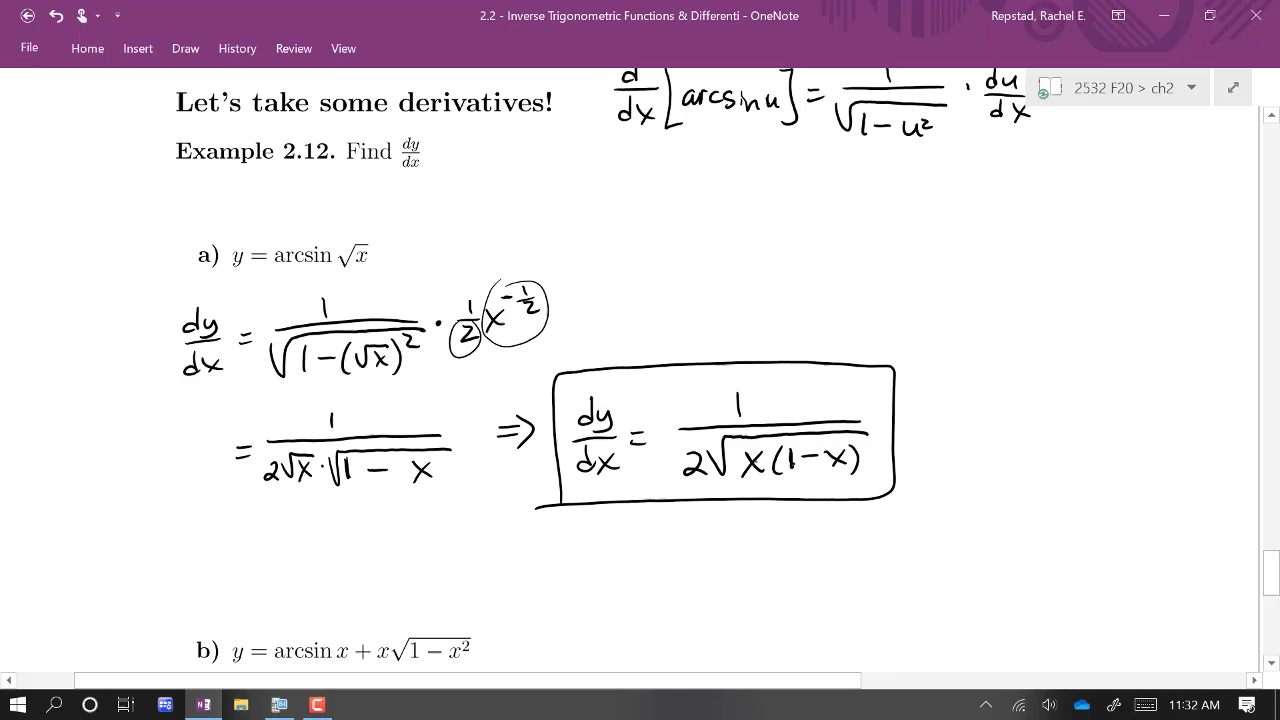 2.2 - Inverse Trigonometric Functions & Differenti - OneNote
Repstad, Rachel E.
File Home Insert Draw History Review View
2532 F20 > ch2
d/dx [arcsin u] = 1/√(1 − u²) · du/dx
Let's take some derivatives!
Example 2.12. Find dy/dx
a) y = arcsin √x
dy/dx = 1/√(1 − (√x)²) · 1/2 x^(−1/2)
= 1/(2√x · √(1 − x)) ⇒ dy/dx = 1/(2√(x(1−x)))
b) y = arcsin x + x√(1 − x²)
11:32 AM